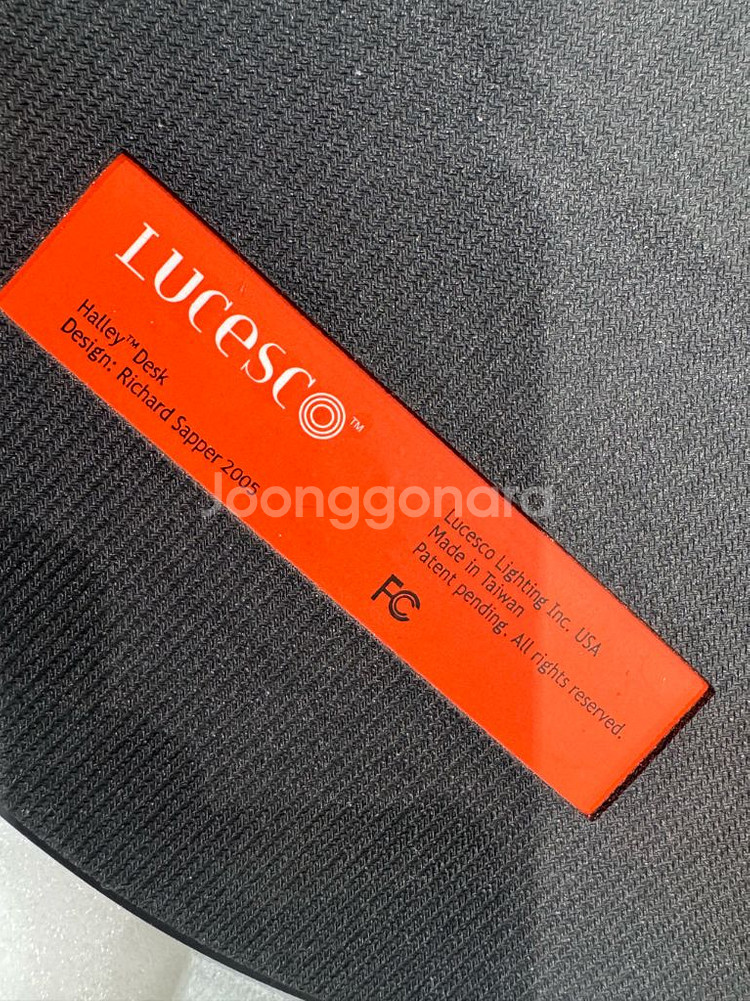 LUCESCO™
Halley™ Desk
Design: Richard Sapper 2005
Joonggonara
FC
Lucesco Lighting Inc. USA
Made in Taiwan
Patent pending. All rights reserved.